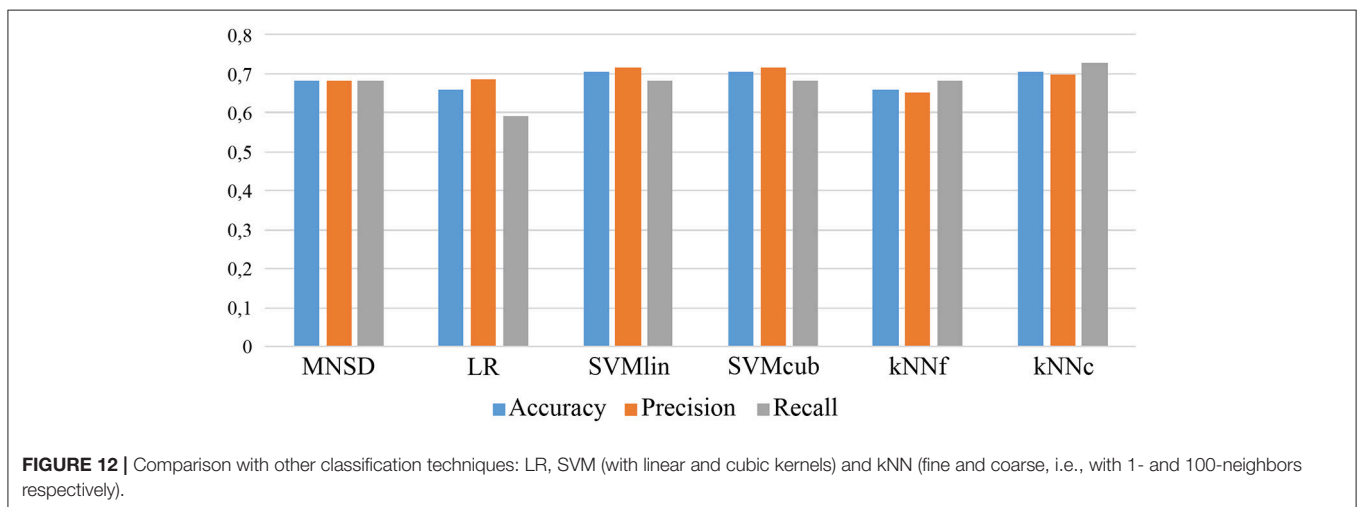 0,8
0,7
0,6
0,5
0,4
0,3
0,2
0,1
0
MNSD LR SVMlin SVMcub kNNf kNNc
Accuracy Precision Recall
FIGURE 12 | Comparison with other classification techniques: LR, SVM (with linear and cubic kernels) and kNN (fine and coarse, i.e., with 1- and 100-neighbors
respectively).